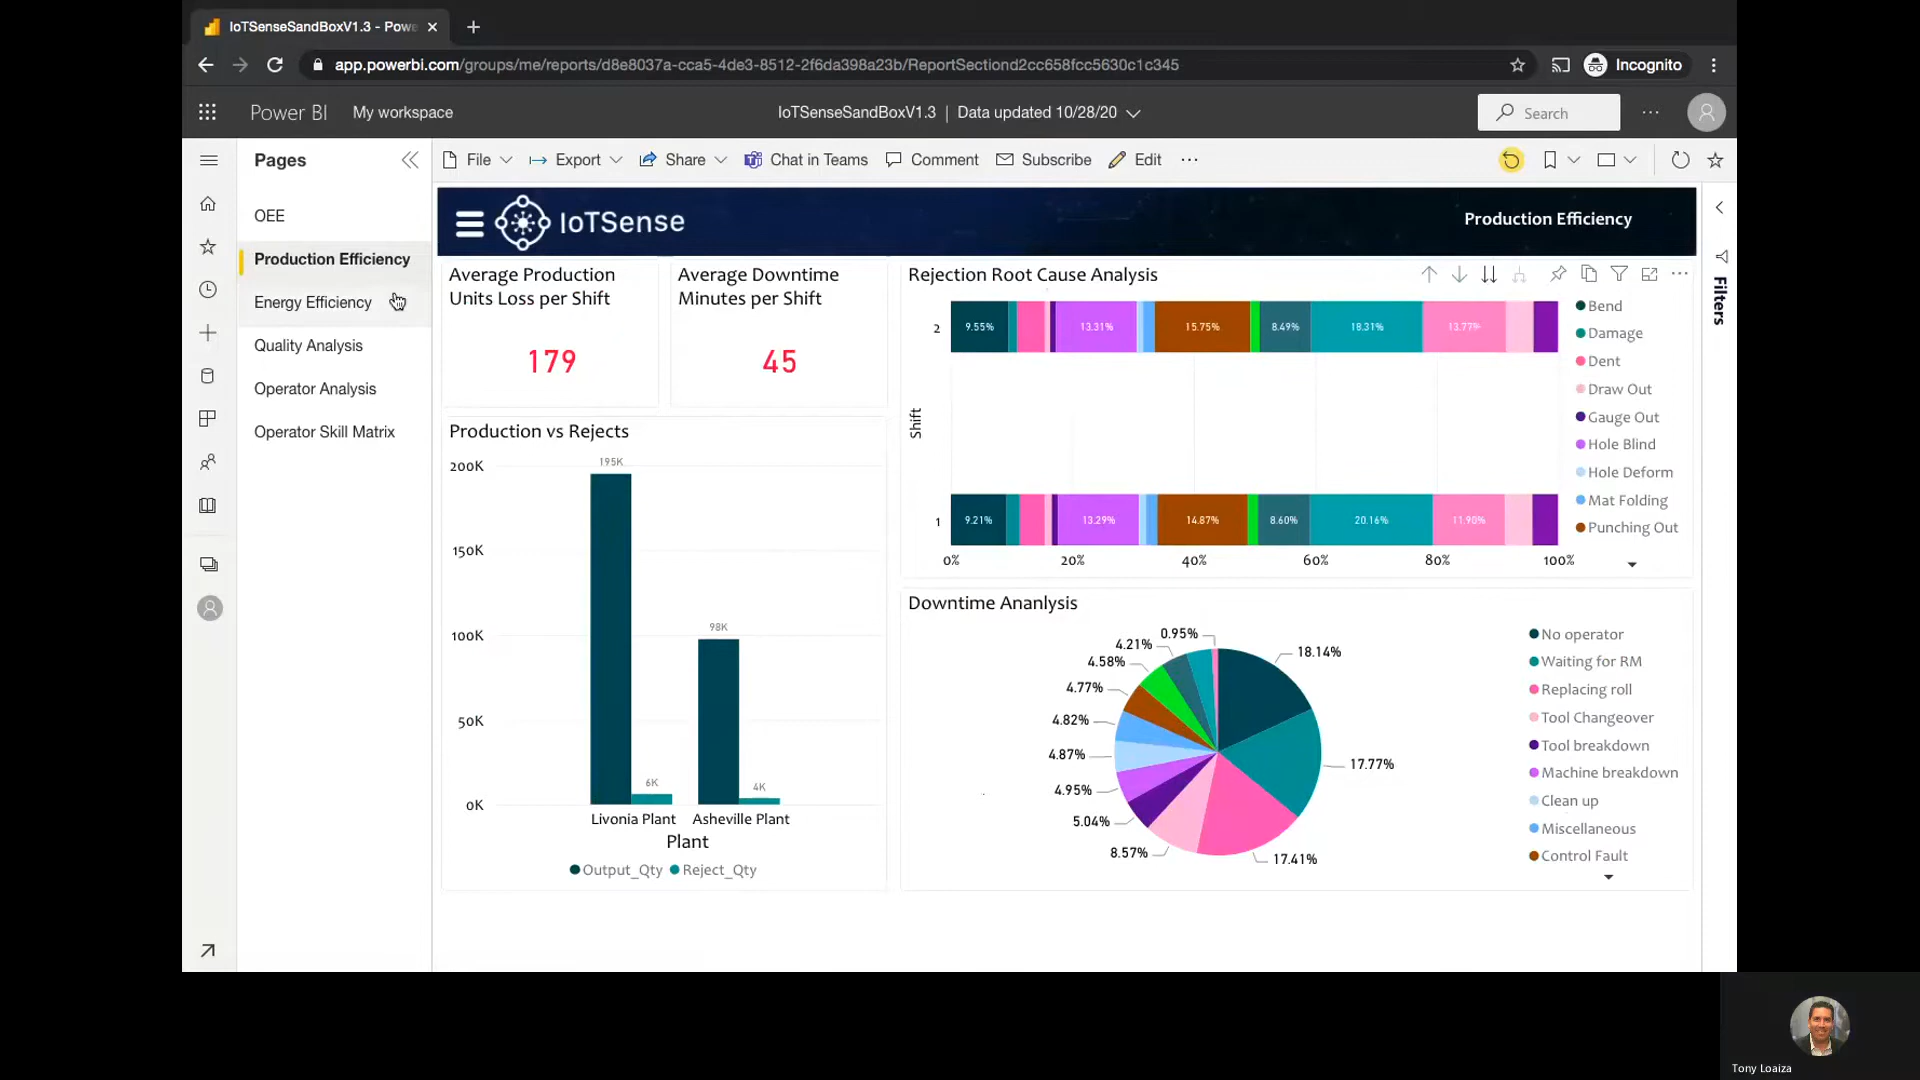 IoTSenseSandBoxV1.3 - Powe
app.powerbi.com/groups/me/reports/d8e8037a-cca5-4de3-8512-2f6da398a23b/ReportSectiond2cc658fcc5630c1c345
Incognito
Power BI
My workspace
IoTSenseSandBoxV1.3 | Data updated 10/28/20
Search
Pages
File
Export
Share
Chat in Teams
Comment
Subscribe
Edit
OEE
Production Efficiency
Energy Efficiency
Quality Analysis
Operator Analysis
Operator Skill Matrix
IoTSense
Production Efficiency
Average Production
Units Loss per Shift
179
Average Downtime
Minutes per Shift
45
Rejection Root Cause Analysis
Shift
2
9.55%
13.31%
15.75%
8.49%
18.31%
13.77%
1
9.21%
13.29%
14.87%
8.60%
20.16%
11.90%
0%
20%
40%
60%
80%
100%
Bend
Damage
Dent
Draw Out
Gauge Out
Hole Blind
Hole Deform
Mat Folding
Punching Out
Filters
Production vs Rejects
200K
150K
100K
50K
0K
195K
6K
98K
4K
Livonia Plant
Asheville Plant
Plant
Output_Qty
Reject_Qty
Downtime Ananlysis
18.14%
17.77%
17.41%
8.57%
5.04%
4.95%
4.87%
4.82%
4.77%
4.58%
4.21%
0.95%
No operator
Waiting for RM
Replacing roll
Tool Changeover
Tool breakdown
Machine breakdown
Clean up
Miscellaneous
Control Fault
Tony Loaiza